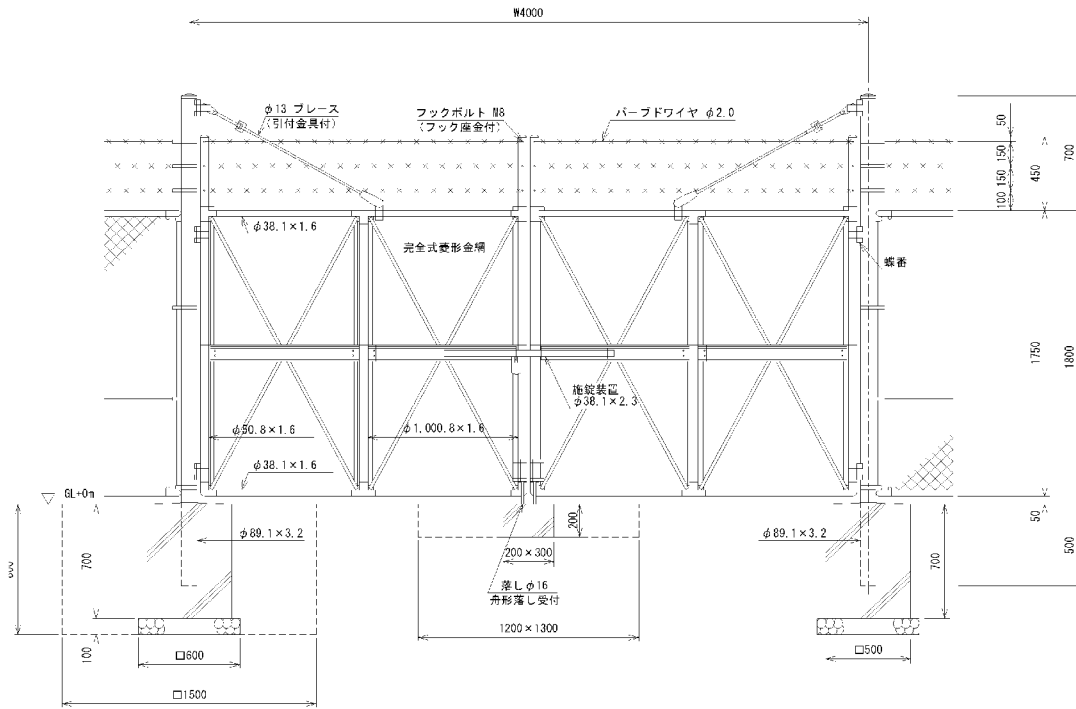 W4000
φ13 ブレース
(引付金具付)
フックボルト M8
(フック座金付)
バーブドワイヤ φ2.0
50
150
150
100
450
700
φ38.1×1.6
完全式菱形金網
蝶番
1750
1800
施錠装置
φ38.1×2.3
φ50.8×1.6
φ1,000.8×1.6
φ38.1×1.6
GL+0m
φ89.1×3.2
200
φ89.1×3.2
50
500
700
200×300
700
落しφ16
舟形落し受付
1200×1300
100
□600
□500
□1500